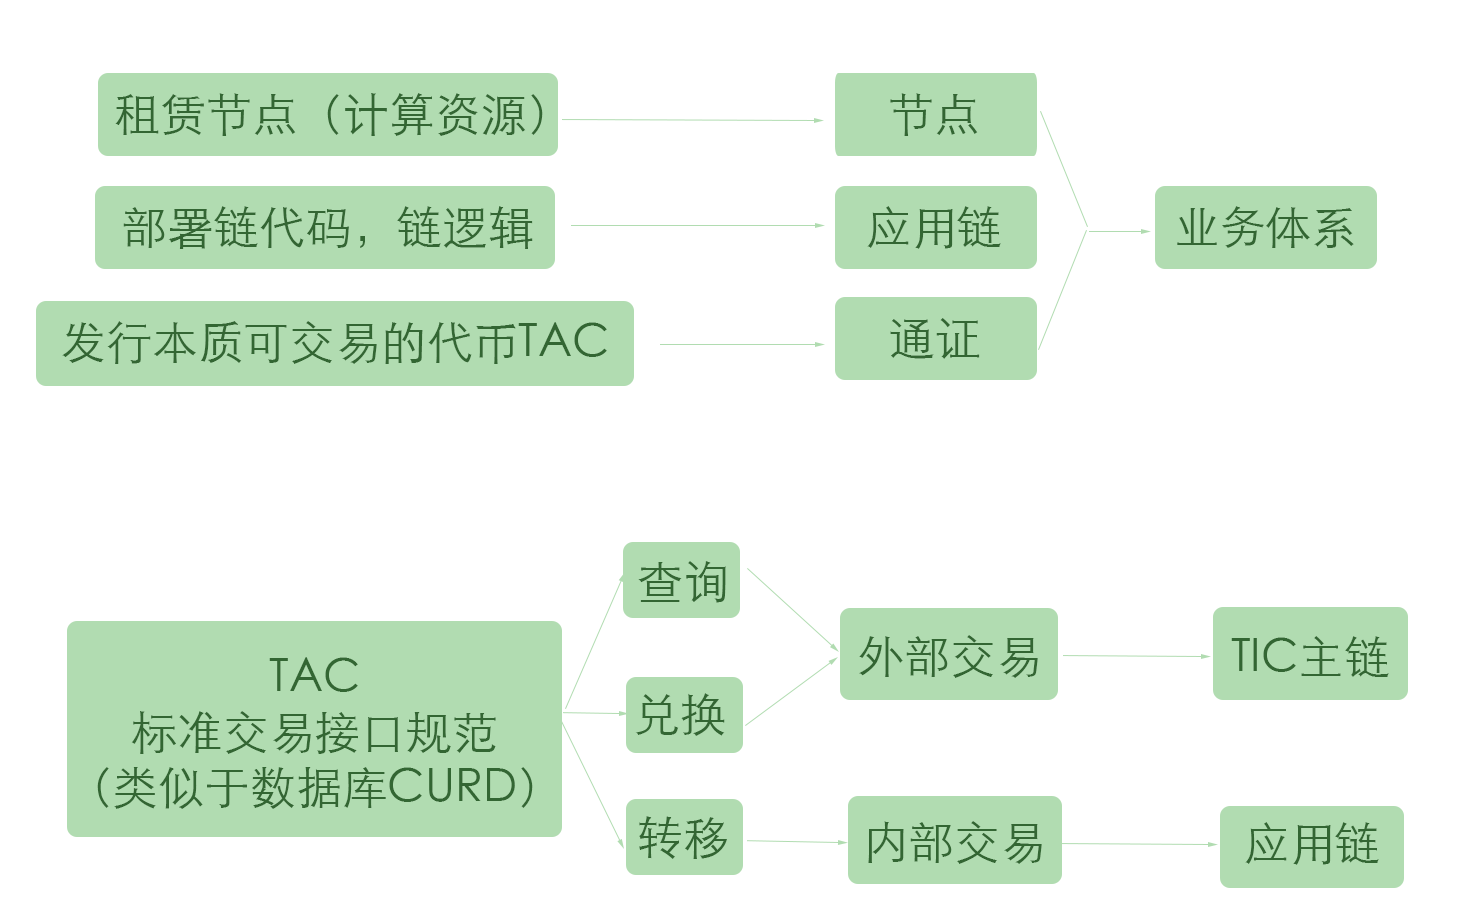 租赁节点（计算资源）
节点
部署链代码，链逻辑
应用链
业务体系
发行本质可交易的代币TAC
通证
查询
TAC
标准交易接口规范
（类似于数据库CURD）
兑换
外部交易
TIC主链
转移
内部交易
应用链